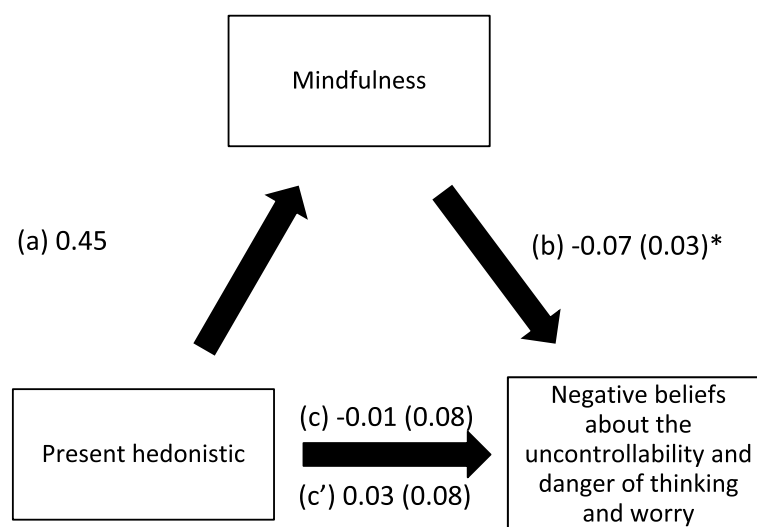 Mindfulness
(a) 0.45
(b) -0.07 (0.03)*
Present hedonistic
(c) -0.01 (0.08)
(c’) 0.03 (0.08)
Negative beliefs
about the
uncontrollability and
danger of thinking
and worry